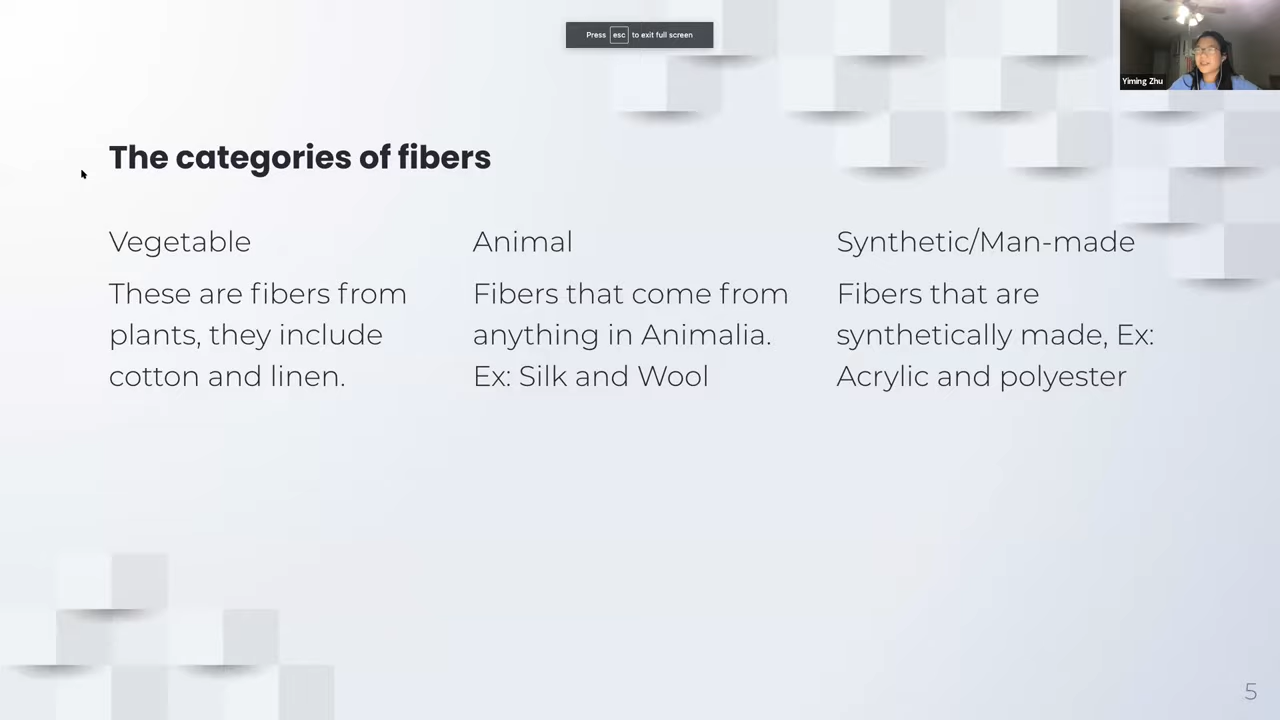 Press esc to exit full screen
Yiming Zhu
The categories of fibers
Vegetable
These are fibers from
plants, they include
cotton and linen.
Animal
Fibers that come from
anything in Animalia.
Ex: Silk and Wool
Synthetic/Man-made
Fibers that are
synthetically made, Ex:
Acrylic and polyester
5